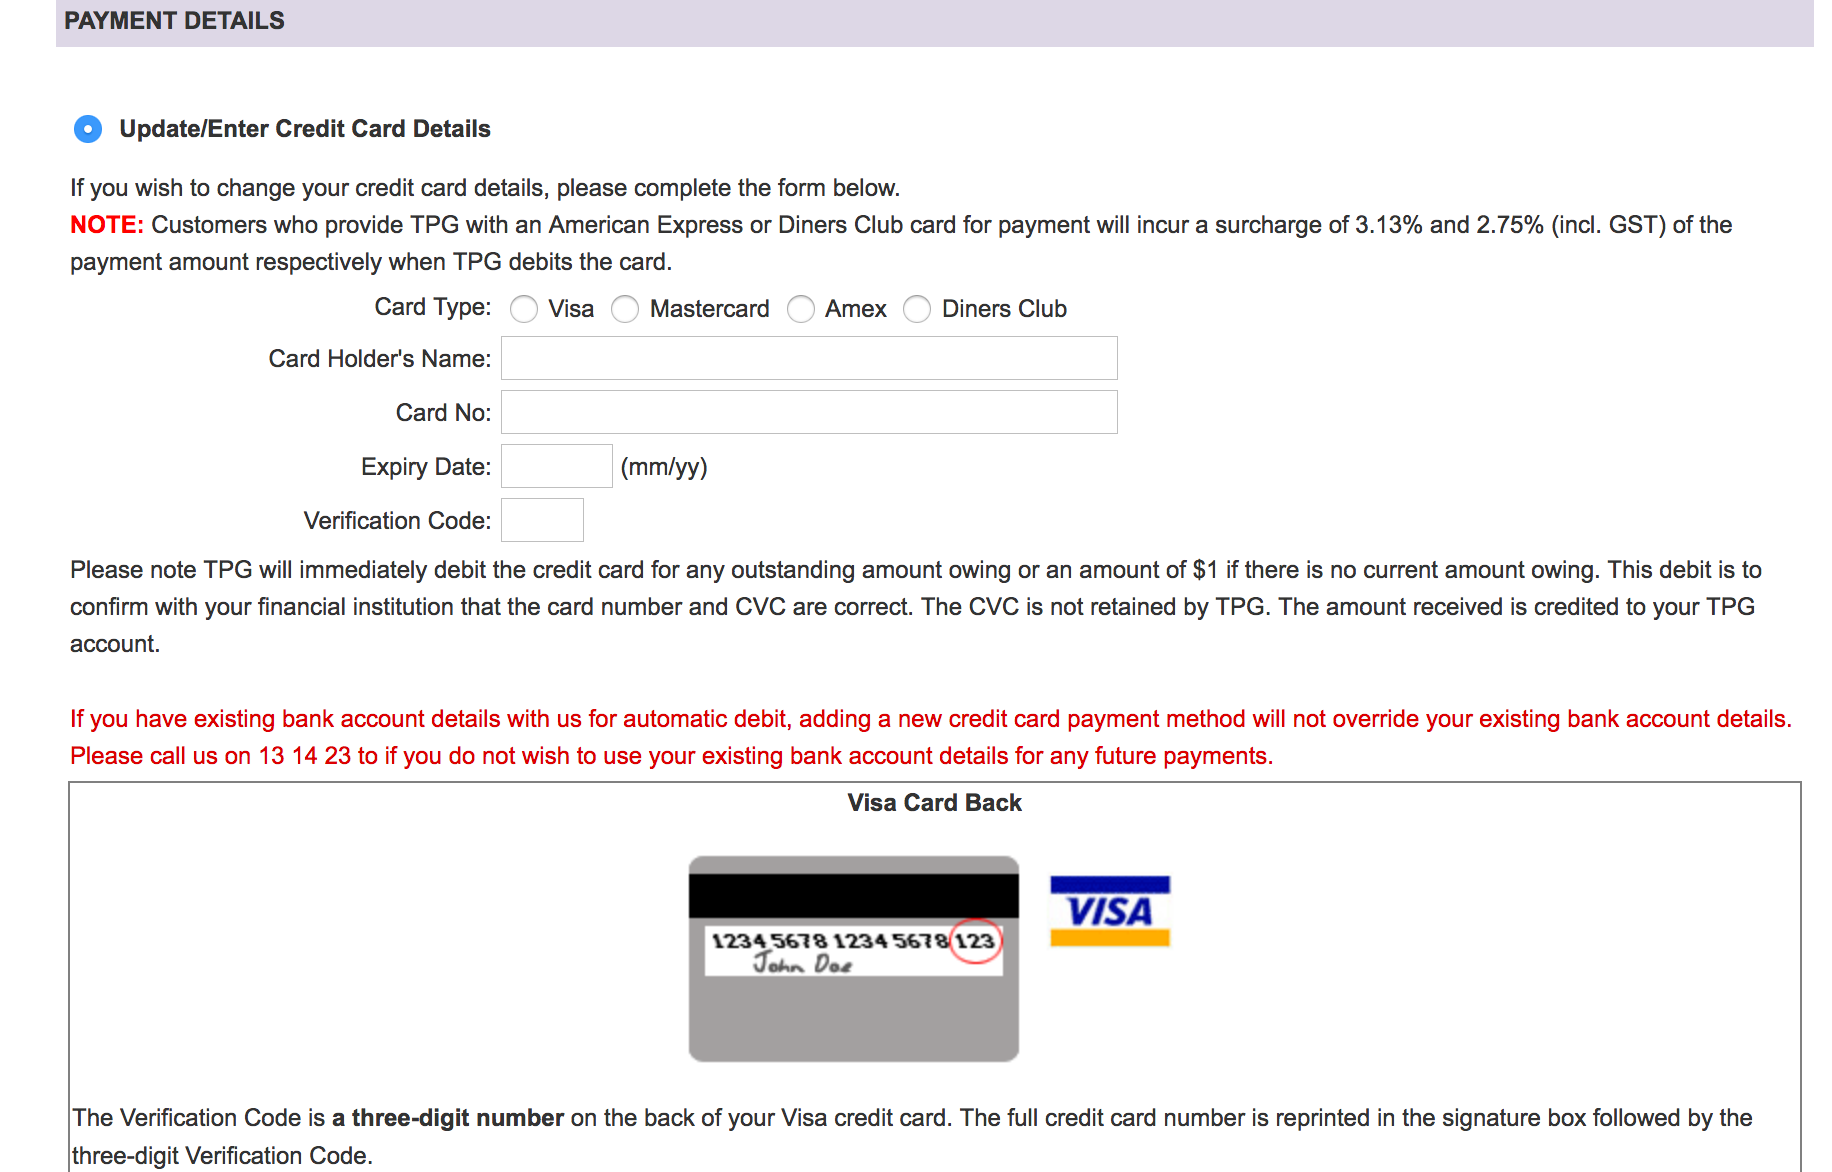 PAYMENT DETAILS
Update/Enter Credit Card Details
If you wish to change your credit card details, please complete the form below.
NOTE: Customers who provide TPG with an American Express or Diners Club card for payment will incur a surcharge of 3.13% and 2.75% (incl. GST) of the
payment amount respectively when TPG debits the card.
Card Type: Visa Mastercard Amex Diners Club
Card Holder's Name:
Card No:
Expiry Date: (mm/yy)
Verification Code:
Please note TPG will immediately debit the credit card for any outstanding amount owing or an amount of $1 if there is no current amount owing. This debit is to
confirm with your financial institution that the card number and CVC are correct. The CVC is not retained by TPG. The amount received is credited to your TPG
account.
If you have existing bank account details with us for automatic debit, adding a new credit card payment method will not override your existing bank account details.
Please call us on 13 14 23 to if you do not wish to use your existing bank account details for any future payments.
Visa Card Back
1234 5678 1234 5678 123
John Doe
VISA
The Verification Code is a three-digit number on the back of your Visa credit card. The full credit card number is reprinted in the signature box followed by the
three-digit Verification Code.